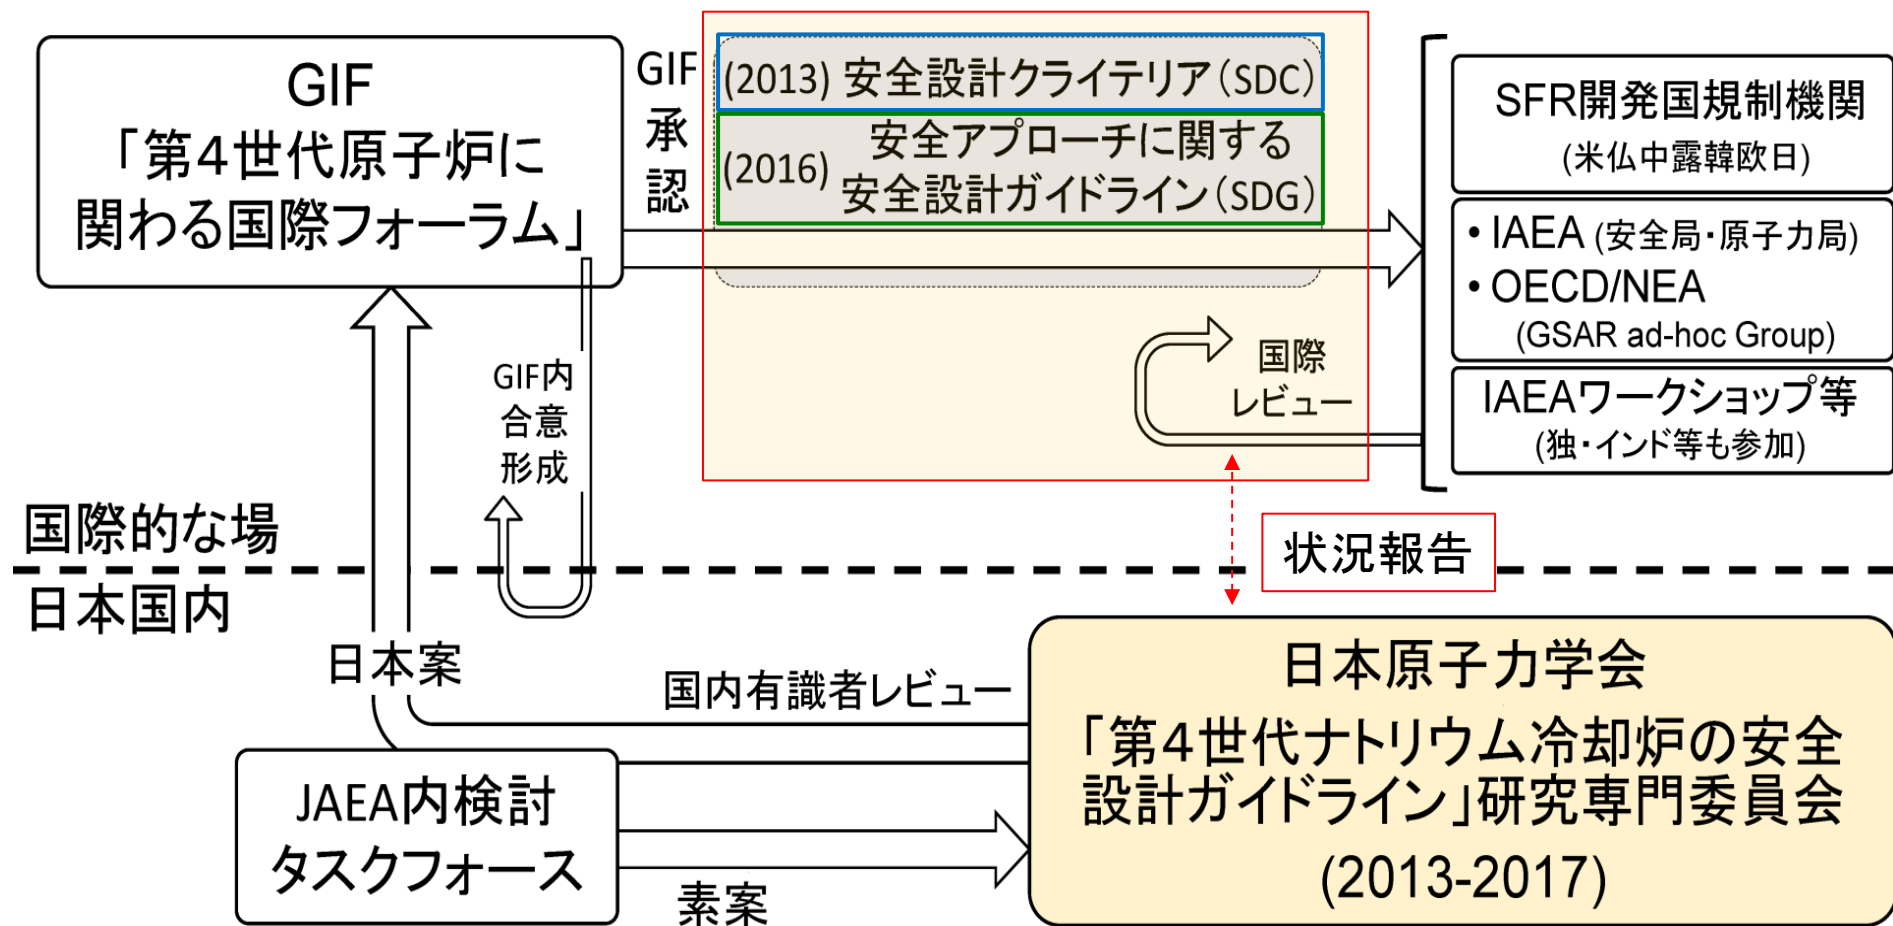 GIF
「第4世代原子炉に
関わる国際フォーラム」
GIF
承
認
(2013) 安全設計クライテリア(SDC)
(2016) 安全アプローチに関する
安全設計ガイドライン(SDG)
SFR開発国規制機関
(米仏中露韓欧日)
• IAEA (安全局・原子力局)
• OECD/NEA
(GSAR ad-hoc Group)
IAEAワークショップ等
(独・インド等も参加)
国際
レビュー
GIF内
合意
形成
国際的な場
状況報告
日本国内
日本案
国内有識者レビュー
JAEA内検討
タスクフォース
素案
日本原子力学会
「第4世代ナトリウム冷却炉の安全
設計ガイドライン」研究専門委員会
(2013-2017)